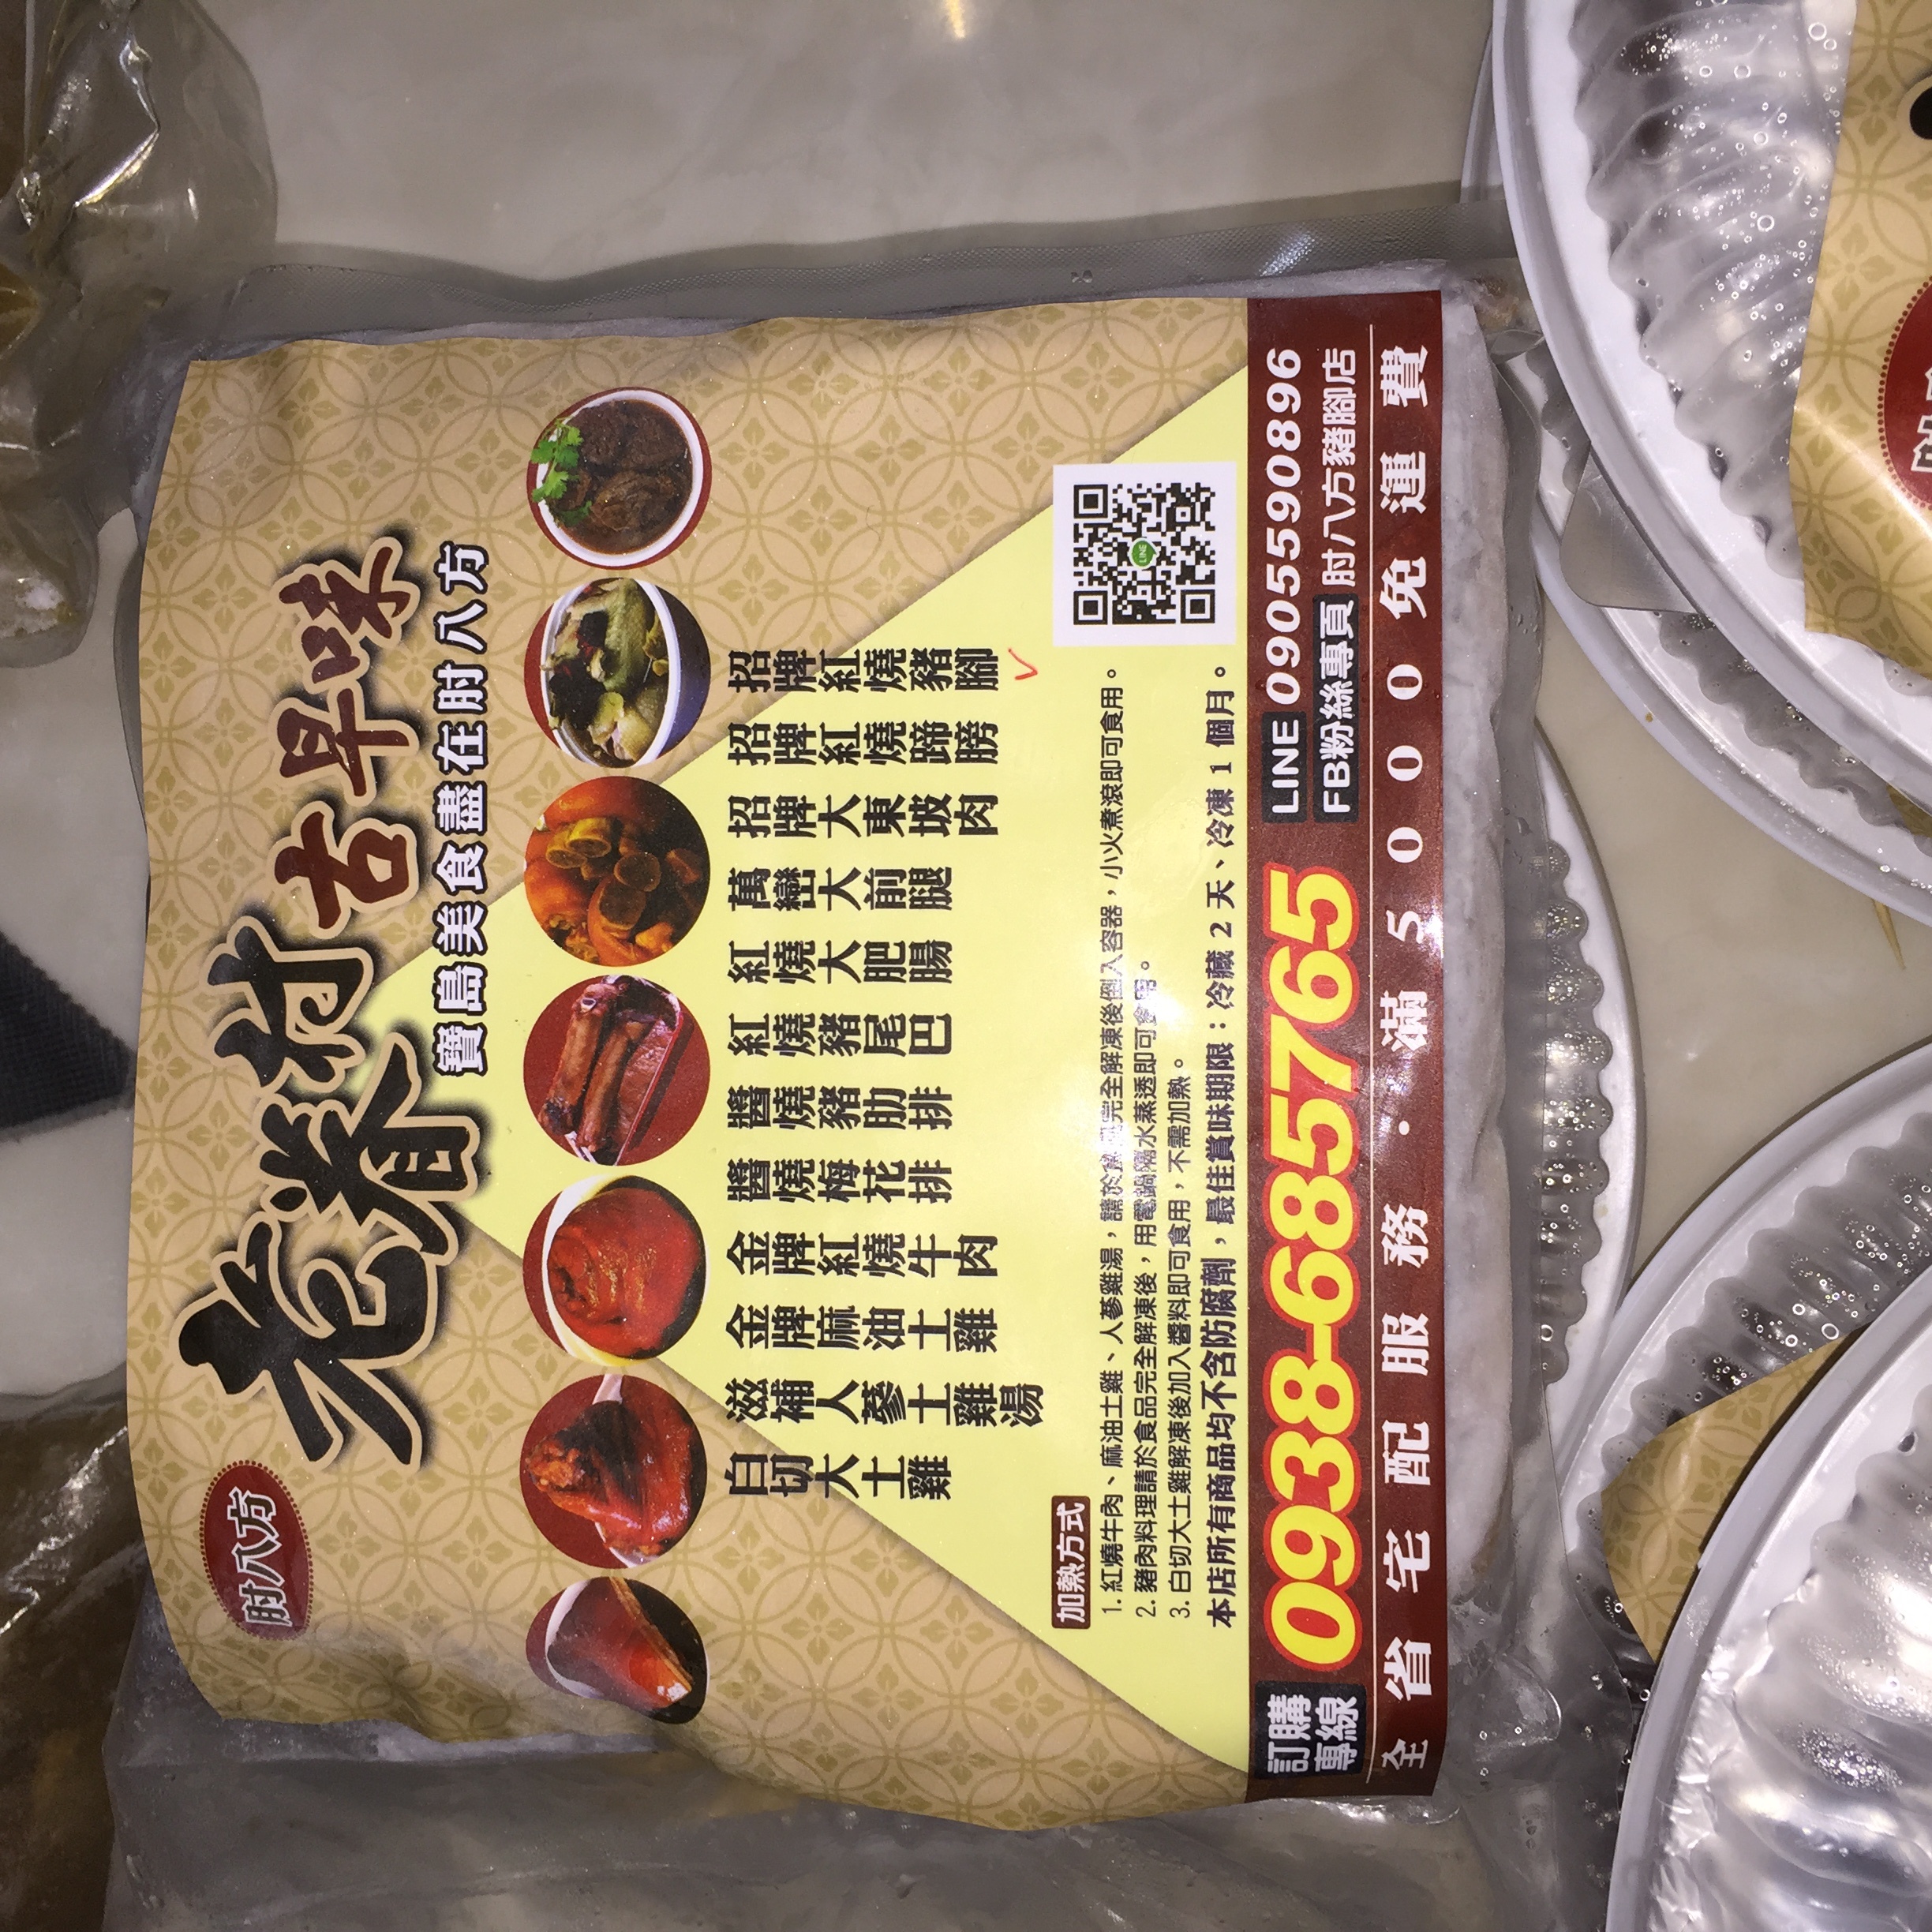 肘八方
老眷村古早味
寶島美食盡在肘八方
白切大土雞
滋補人蔘土雞湯
金牌麻油土雞
金牌紅燒牛肉
醬燒梅花排
醬燒豬肋排
紅燒豬尾巴
紅燒大肥腸
萬巒大前腿
招牌大東坡肉
招牌紅燒蹄膀
招牌紅燒豬腳
加熱方式
1. 紅燒牛肉、麻油土雞、人蔘雞湯，請於食品完全解凍後倒入容器，小火煮滾即可食用。
2. 豬肉料理請於食品完全解凍後，用電鍋隔水蒸透即可食用。
3. 白切大土雞解凍後加入醬料即可食用，不需加熱。
本店所有商品均不含防腐劑，最佳賞味期限：冷藏2天、冷凍1個月。
LINE
訂購專線 0938-685765 LINE 0905590896
FB粉絲專頁 肘八方豬腳店
全省宅配服務．滿5000免運費